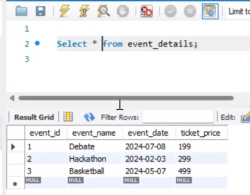 Limit to
1
2
Select * from event_details;
Result Grid
Filter Rows:
Edit:
event_id event_name event_date ticket_price
1 Debate 2024-07-08 199
2 Hackathon 2024-02-03 299
3 Basketball 2024-05-07 499
NULL NULL NULL NULL